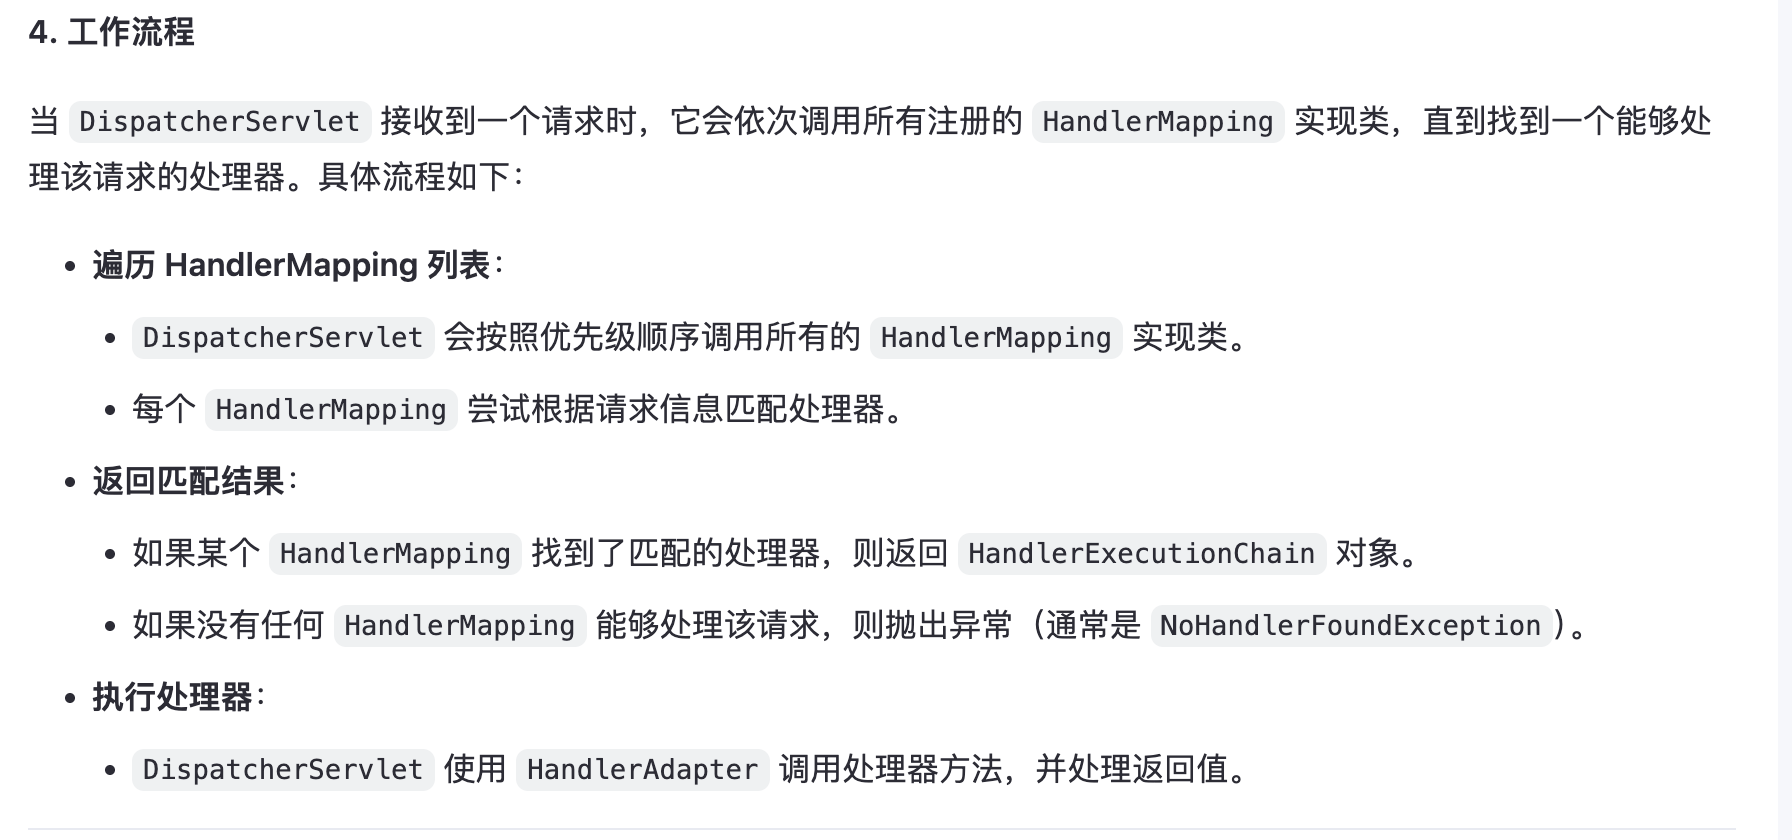 4. 工作流程
当 DispatcherServlet 接收到一个请求时，它会依次调用所有注册的 HandlerMapping 实现类，直到找到一个能够处
理该请求的处理器。具体流程如下：
• 遍历 HandlerMapping 列表：
• DispatcherServlet 会按照优先级顺序调用所有的 HandlerMapping 实现类。
• 每个 HandlerMapping 尝试根据请求信息匹配处理器。
• 返回匹配结果：
• 如果某个 HandlerMapping 找到了匹配的处理器，则返回 HandlerExecutionChain 对象。
• 如果没有任何 HandlerMapping 能够处理该请求，则抛出异常（通常是 NoHandlerFoundException）。
• 执行处理器：
• DispatcherServlet 使用 HandlerAdapter 调用处理器方法，并处理返回值。